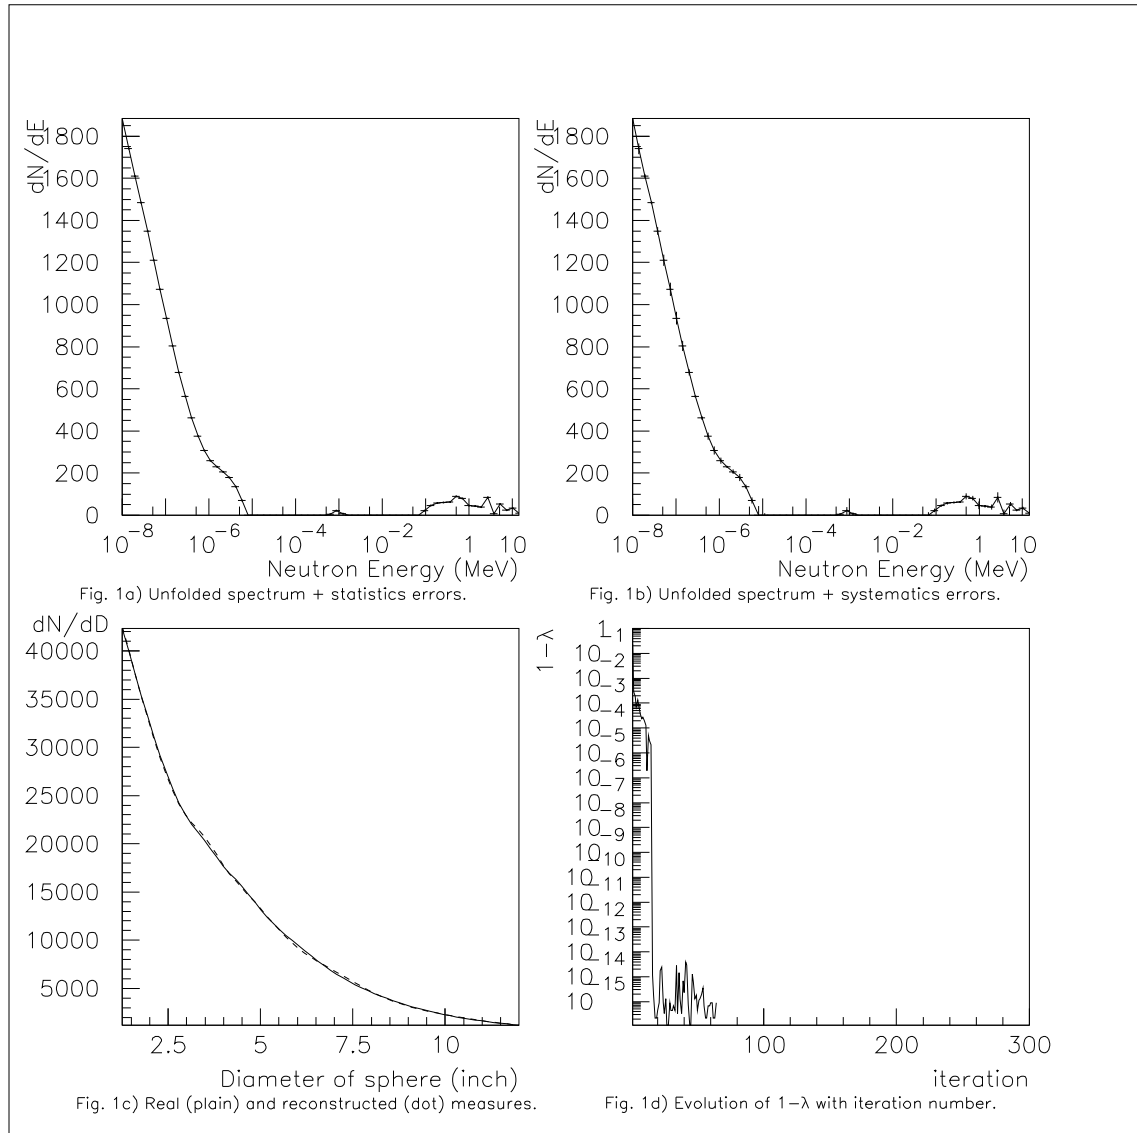 dN/dE
1800
1600
1400
1200
1000
800
600
400
200
0
10-8 10-6 10-4 10-2 1 10
Neutron Energy (MeV)
Fig. 1a) Unfolded spectrum + statistics errors.
dN/dE
1800
1600
1400
1200
1000
800
600
400
200
0
10-8 10-6 10-4 10-2 1 10
Neutron Energy (MeV)
Fig. 1b) Unfolded spectrum + systematics errors.
dN/dD
40000
35000
30000
25000
20000
15000
10000
5000
2.5 5 7.5 10
Diameter of sphere (inch)
Fig. 1c) Real (plain) and reconstructed (dot) measures.
1-λ
1
10-1
10-2
10-3
10-4
10-5
10-6
10-7
10-8
10-9
10-10
10-11
10-12
10-13
10-14
10-15
100 200 300
iteration
Fig. 1d) Evolution of 1-λ with iteration number.